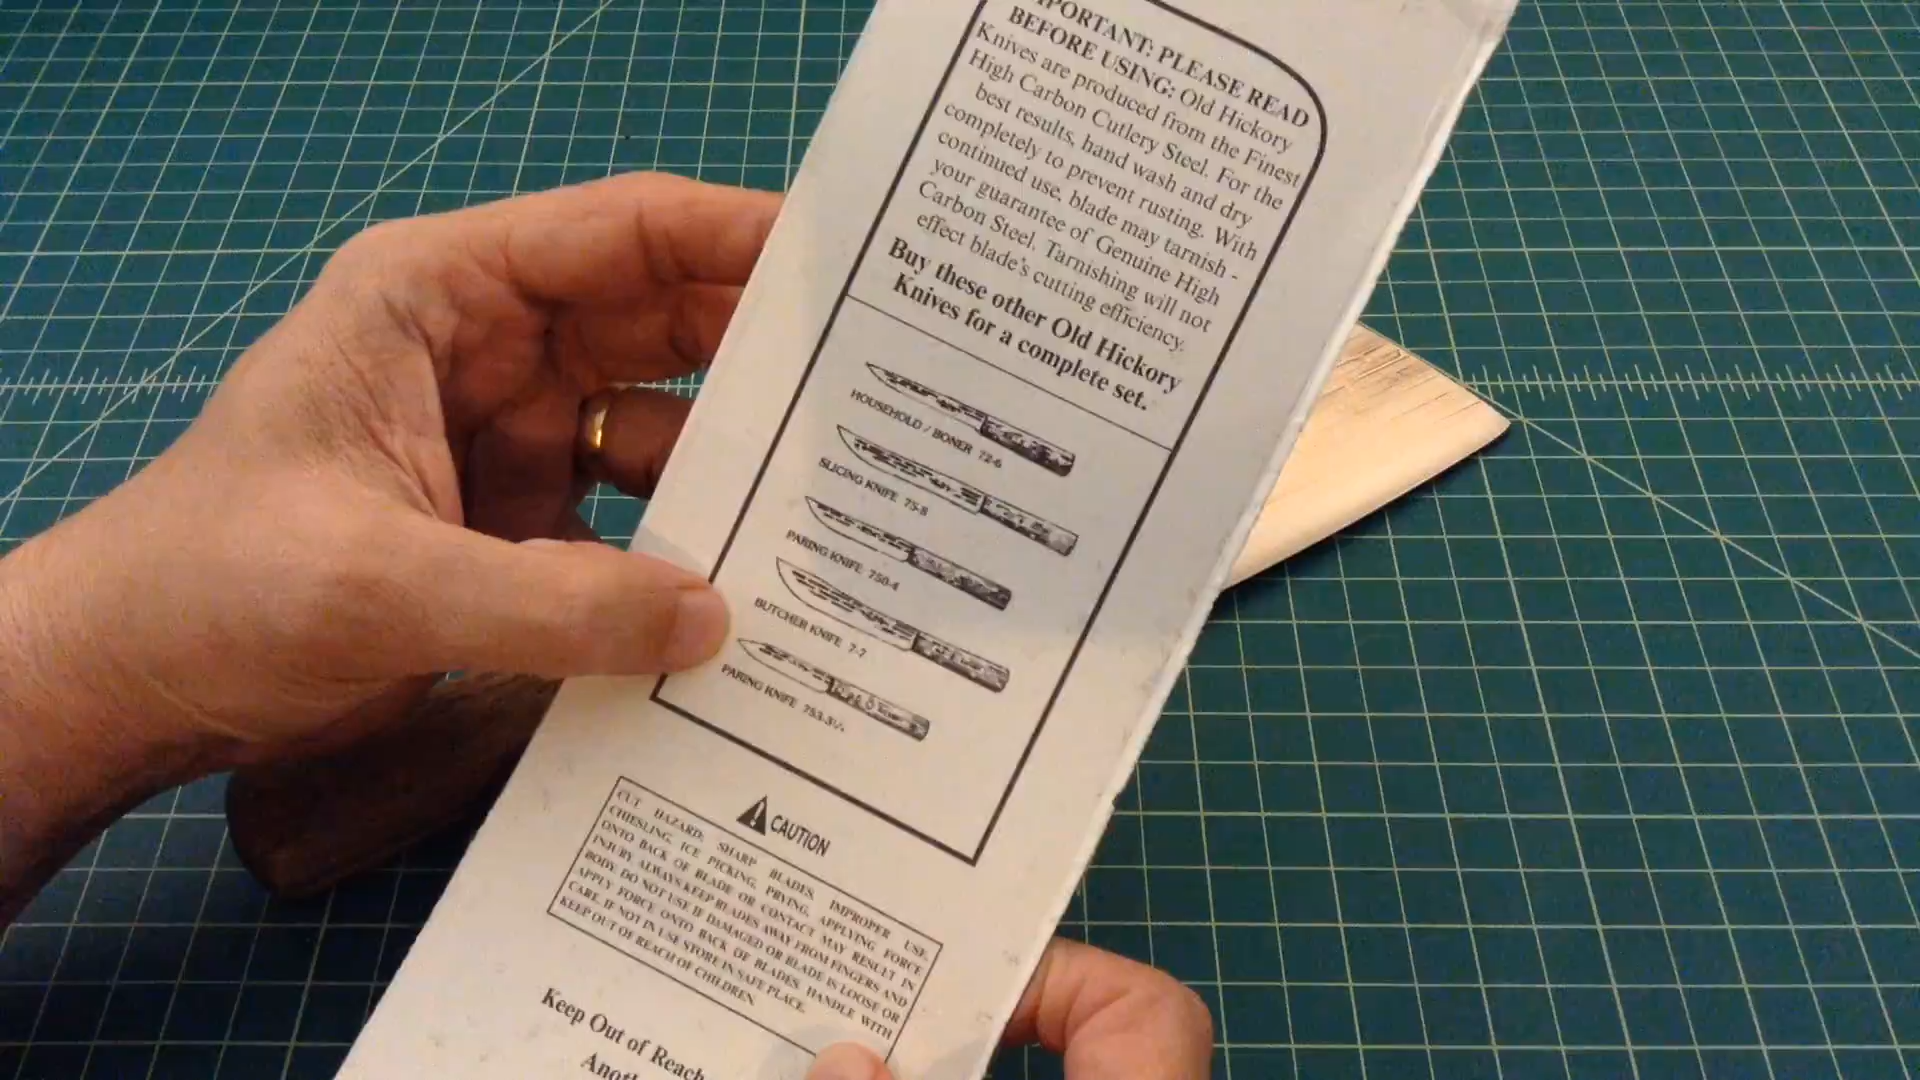 PORTANT: PLEASE READ
BEFORE USING: Old Hickory
Knives are produced from the Finest
High Carbon Cutlery Steel. For the
best results, hand wash and dry
completely to prevent rusting. With
continued use, blade may tarnish -
your guarantee of Genuine High
Carbon Steel. Tarnishing will not
effect blade's cutting efficiency.
Buy these other Old Hickory
Knives for a complete set.
HOUSEHOLD / BONER 72-6
SLICING KNIFE 75-8
PARING KNIFE 750-4
BUTCHER KNIFE 7-7
PARING KNIFE 753-3¼
CAUTION
CUT HAZARD: SHARP BLADES. IMPROPER USE,
CHIESLING, ICE PICKING, PRYING, APPLYING FORCE
ONTO BACK OF BLADE OR CONTACT MAY RESULT IN
INJURY. ALWAYS KEEP BLADES AWAY FROM FINGERS AND
BODY. DO NOT USE IF DAMAGED OR BLADE IS LOOSE OR
APPLY FORCE ONTO BACK OF BLADES. HANDLE WITH
CARE. IF NOT IN USE STORE IN SAFE PLACE.
KEEP OUT OF REACH OF CHILDREN.
Keep Out of Reach
Anoth